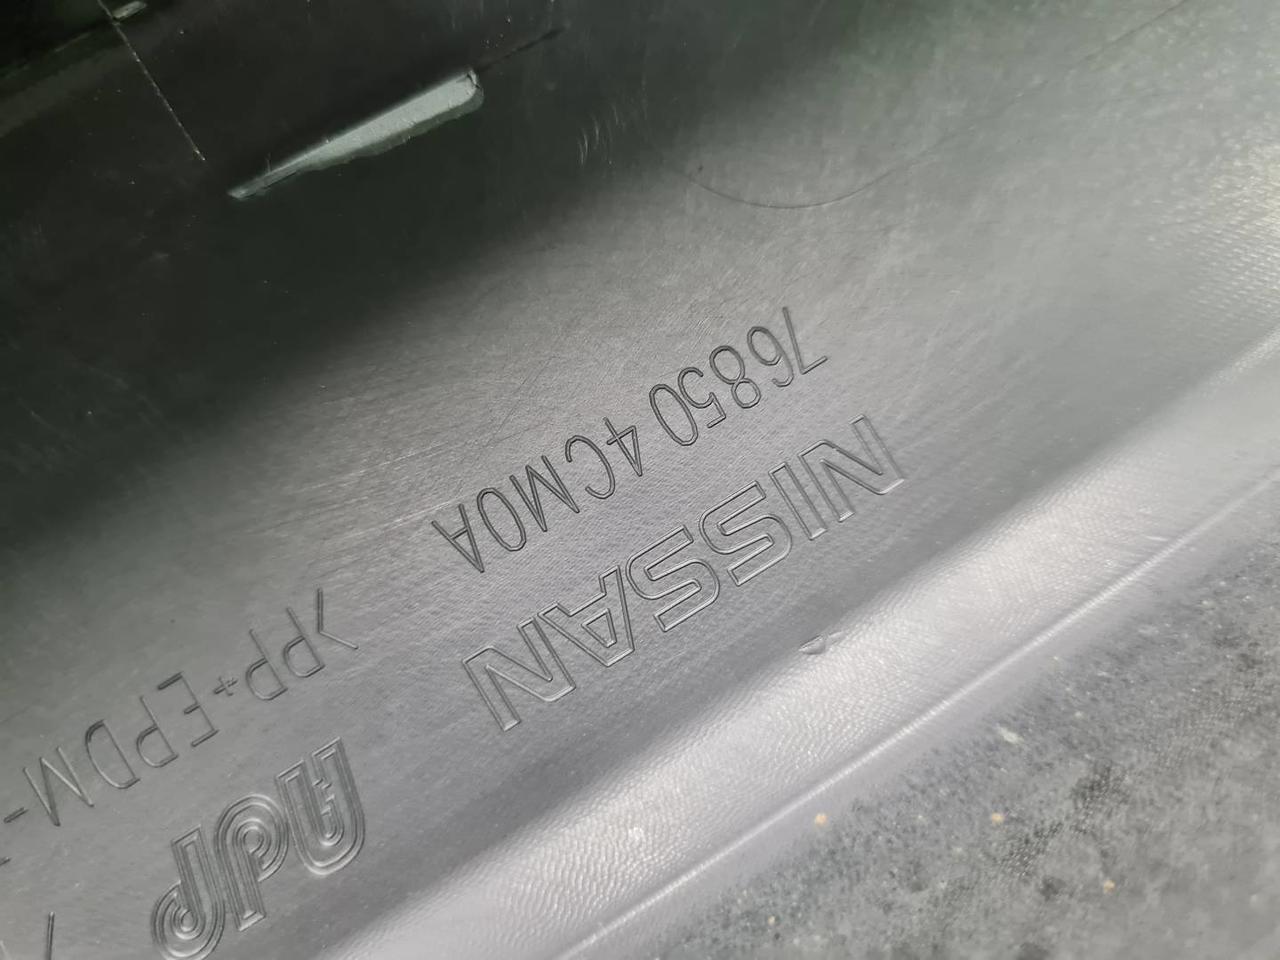 NISSAN
76850 4CM0A
>PP+EPDM-